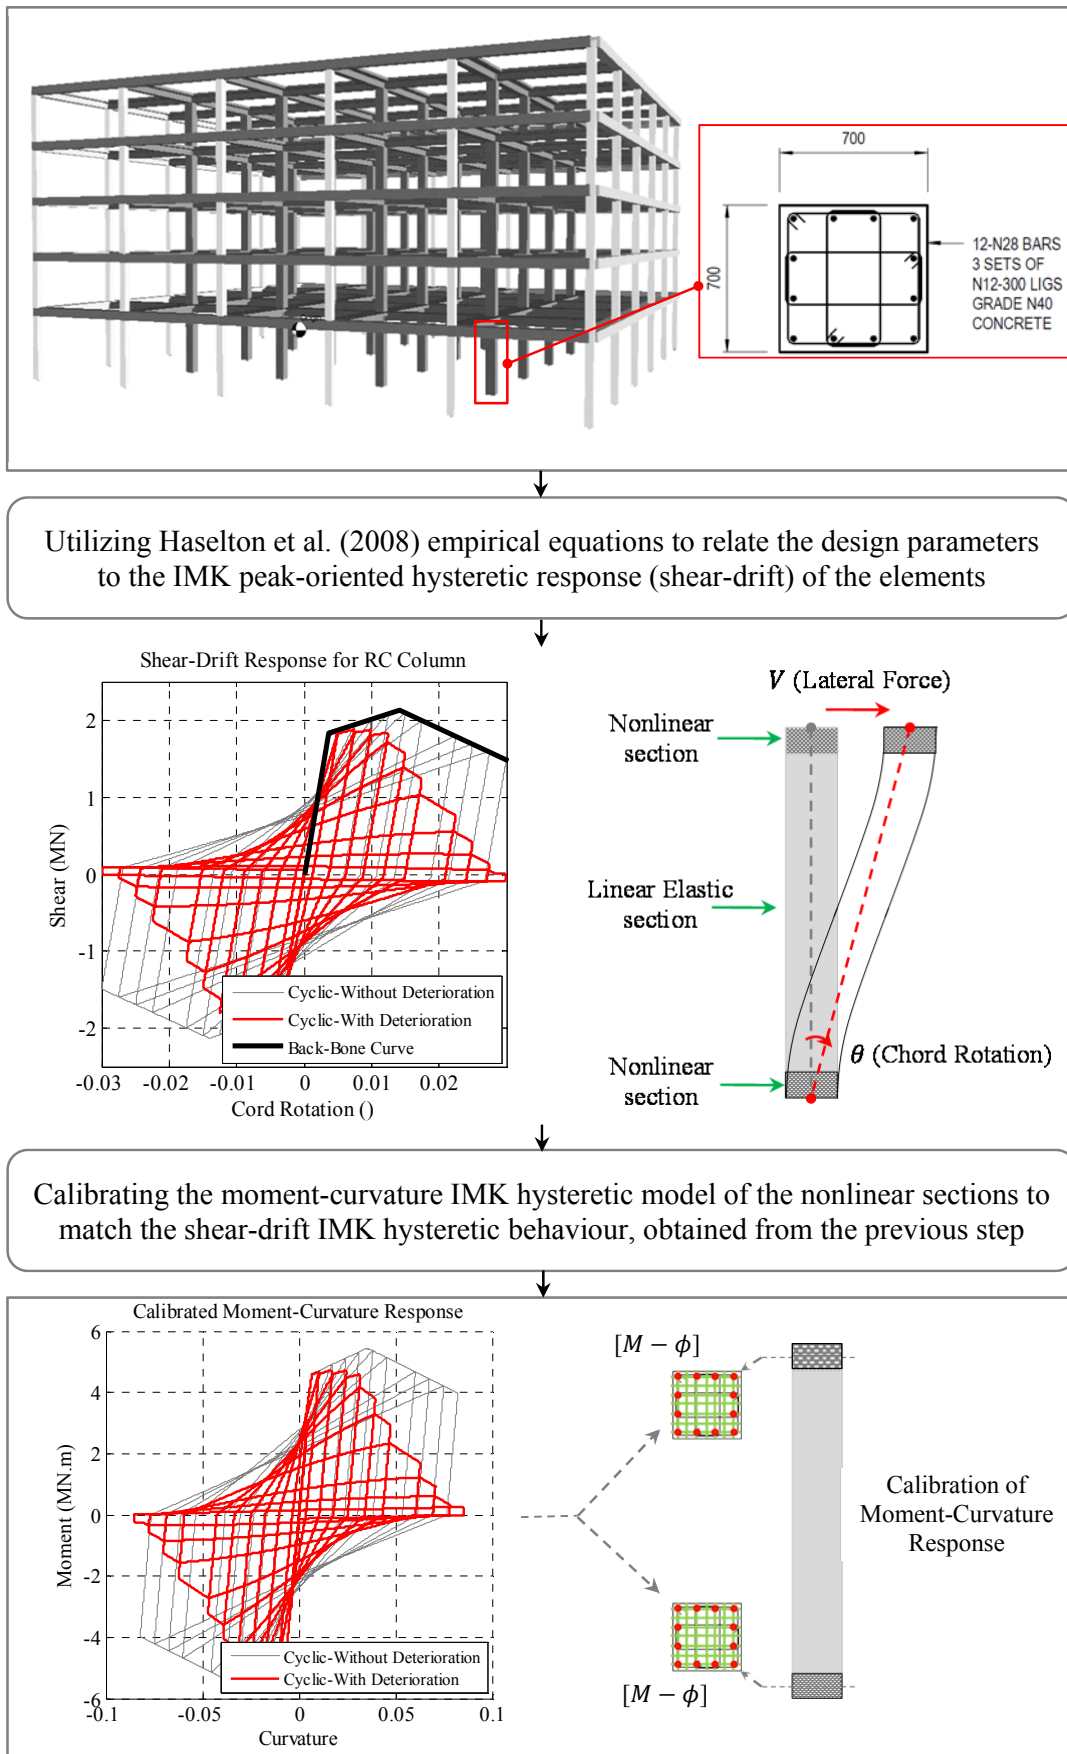 700
700
12-N28 BARS
3 SETS OF
N12-300 LIGS
GRADE N40
CONCRETE
Utilizing Haselton et al. (2008) empirical equations to relate the design parameters
to the IMK peak-oriented hysteretic response (shear-drift) of the elements
Shear-Drift Response for RC Column
Shear (MN)
2
1
0
-1
-2
Cyclic-Without Deterioration
Cyclic-With Deterioration
Back-Bone Curve
-0.03 -0.02 -0.01 0 0.01 0.02
Cord Rotation ()
V (Lateral Force)
Nonlinear
section
Linear Elastic
section
θ (Chord Rotation)
Nonlinear
section
Calibrating the moment-curvature IMK hysteretic model of the nonlinear sections to
match the shear-drift IMK hysteretic behaviour, obtained from the previous step
Calibrated Moment-Curvature Response
Moment (MN.m)
6
4
2
0
-2
-4
-6
Cyclic-Without Deterioration
Cyclic-With Deterioration
-0.1 -0.05 0 0.05 0.1
Curvature
[M − ϕ]
[M − ϕ]
Calibration of
Moment-Curvature
Response